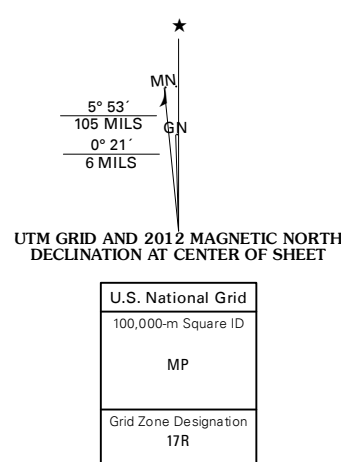 ★
MN
5° 53´
105 MILS
GN
0° 21´
6 MILS
UTM GRID AND 2012 MAGNETIC NORTH
DECLINATION AT CENTER OF SHEET
U.S. National Grid
100,000-m Square ID
MP
Grid Zone Designation
17R